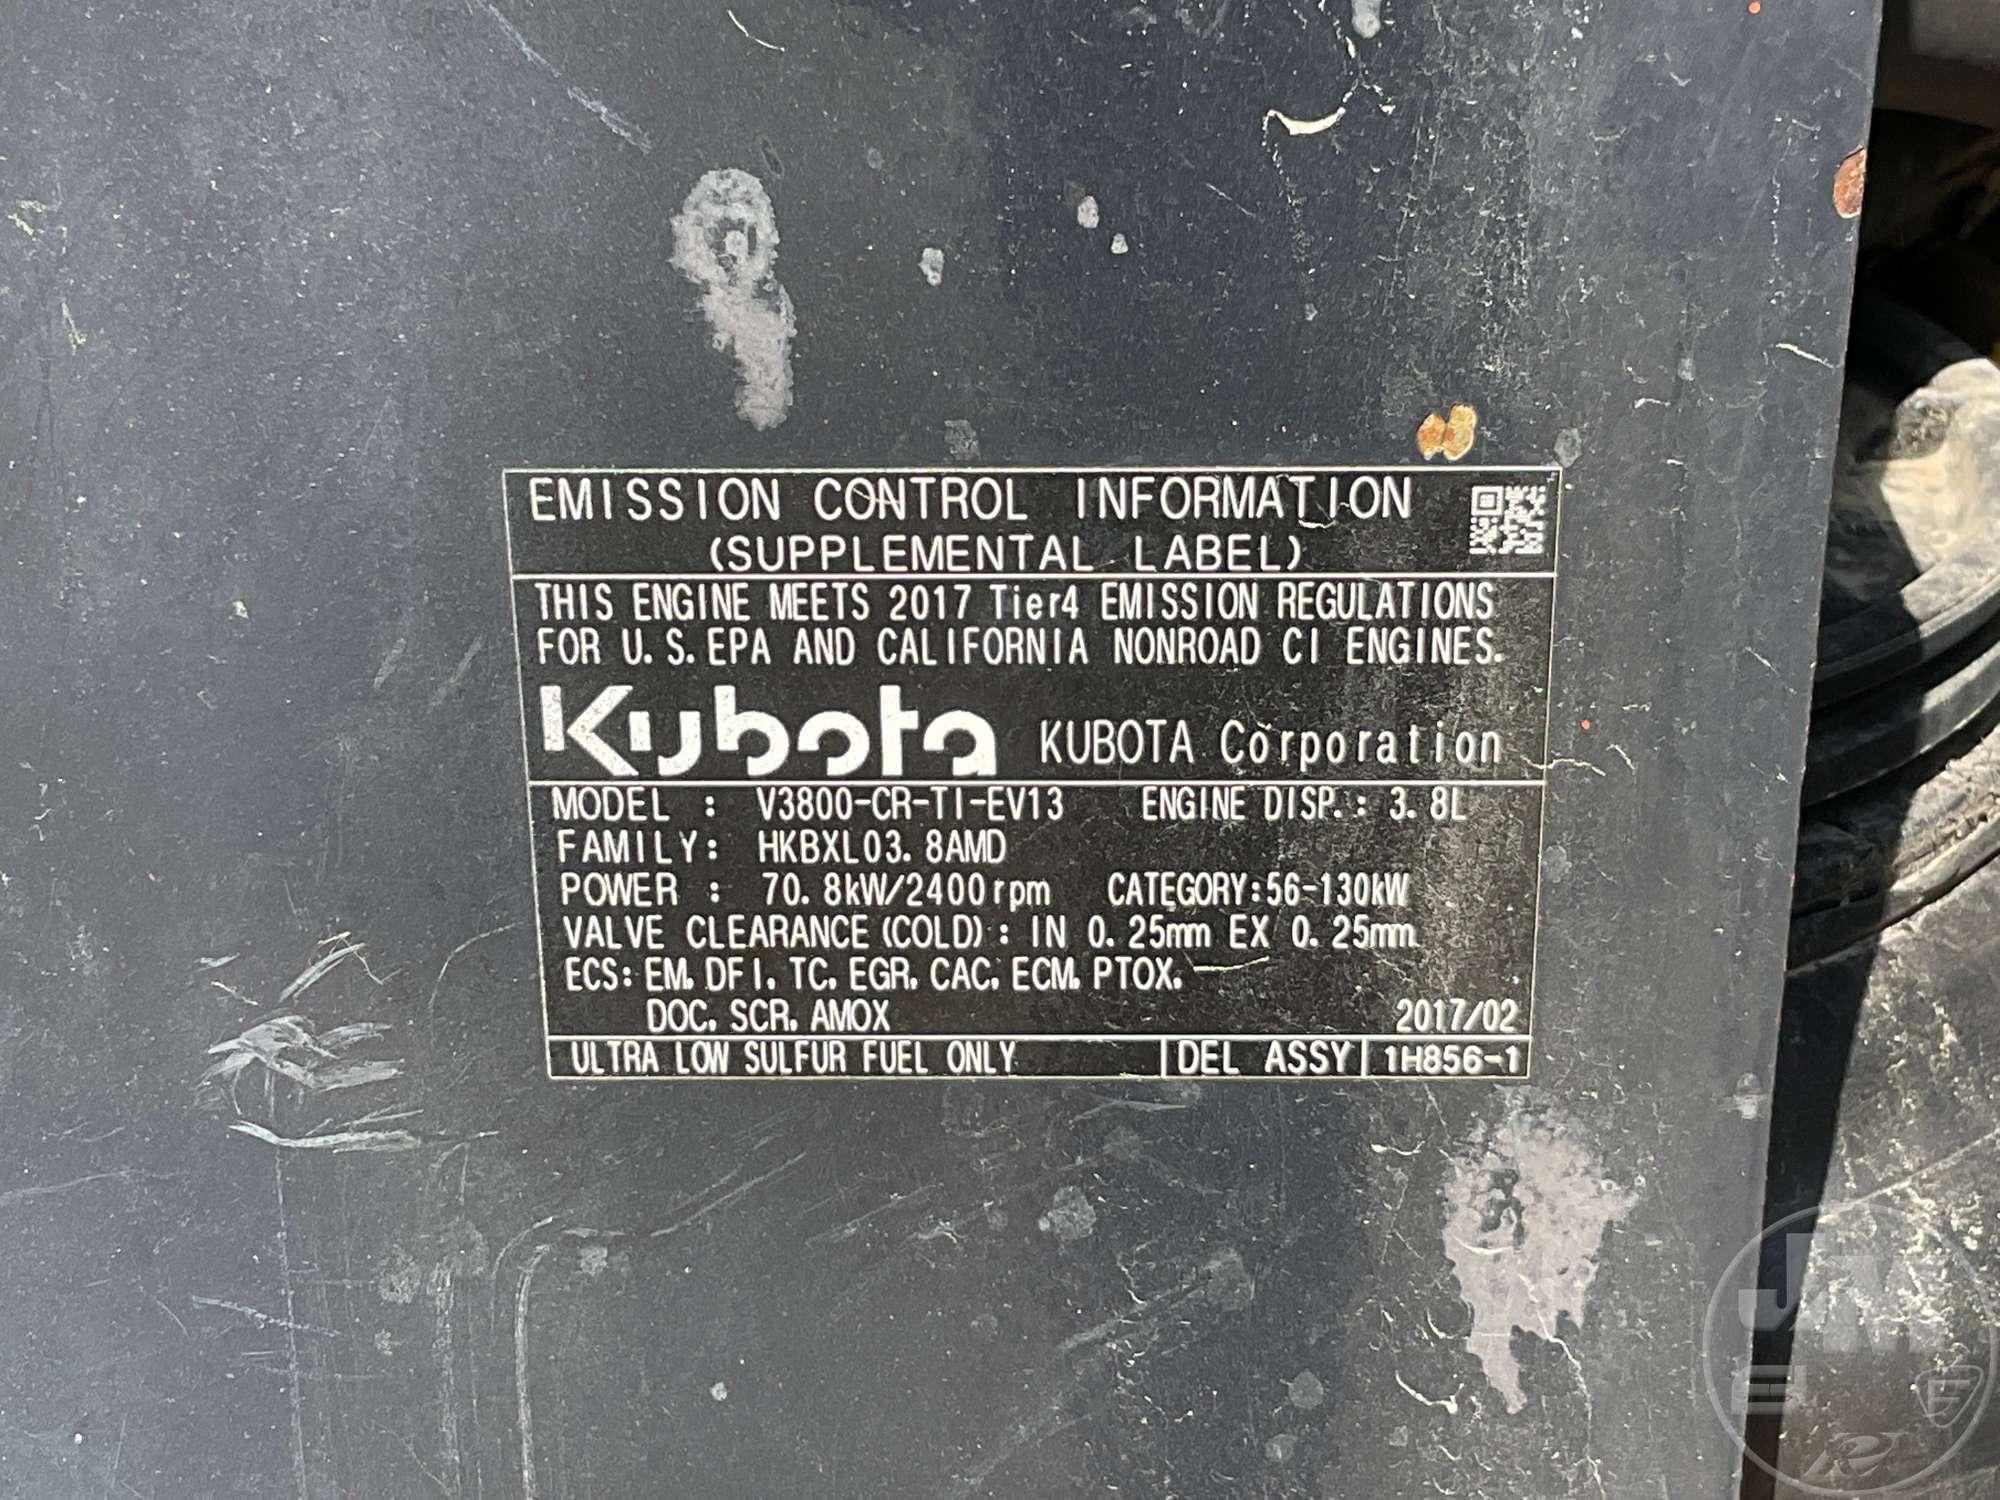 EMISSION CONTROL INFORMATION
(SUPPLEMENTAL LABEL)
THIS ENGINE MEETS 2017 Tier4 EMISSION REGULATIONS
FOR U.S.EPA AND CALIFORNIA NONROAD CI ENGINES.
Kubota KUBOTA Corporation
MODEL : V3800-CR-TI-EV13 ENGINE DISP.: 3.8L
FAMILY: HKBXL03.8AMD
POWER : 70.8kW/2400rpm CATEGORY:56-130kW
VALVE CLEARANCE(COLD): IN 0.25mm EX 0.25mm
ECS: EM, DFI, TC, EGR, CAC, ECM, PTOX,
DOC, SCR, AMOX 2017/02
ULTRA LOW SULFUR FUEL ONLY DEL ASSY 1H856-1
JM